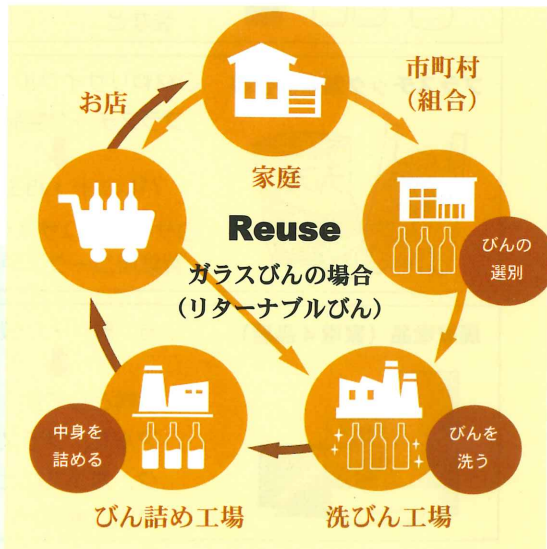 市町村
(組合)
お店
家庭
Reuse
ガラスびんの場合
(リターナブルびん)
びんの
選別
中身を
詰める
びんを
洗う
びん詰め工場
洗びん工場